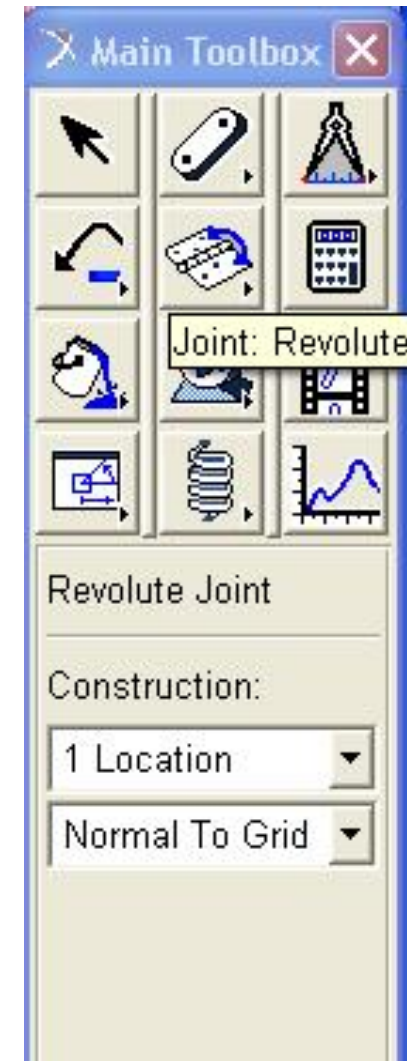 Main Toolbox
Joint: Revolute
Revolute Joint
Construction:
1 Location
Normal To Grid